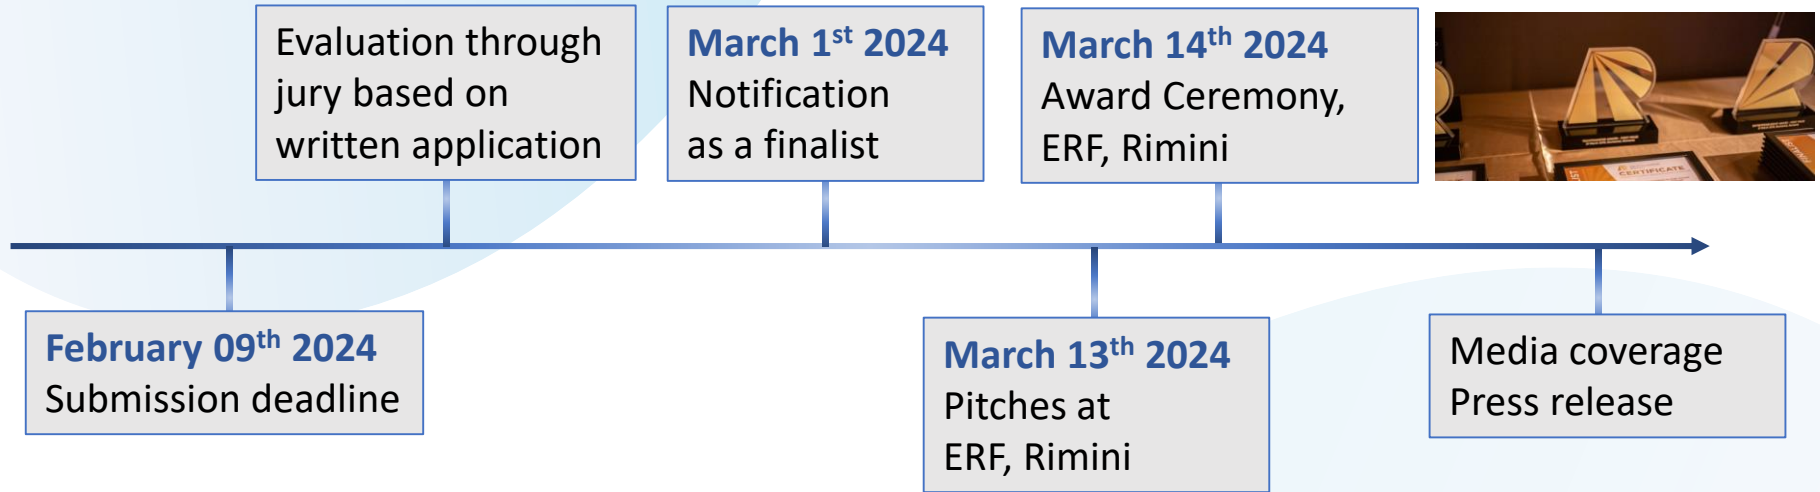 Evaluation through
jury based on
written application
March 1st 2024
Notification
as a finalist
March 14th 2024
Award Ceremony,
ERF, Rimini
CERTIFICATE
February 09th 2024
Submission deadline
March 13th 2024
Pitches at
ERF, Rimini
Media coverage
Press release